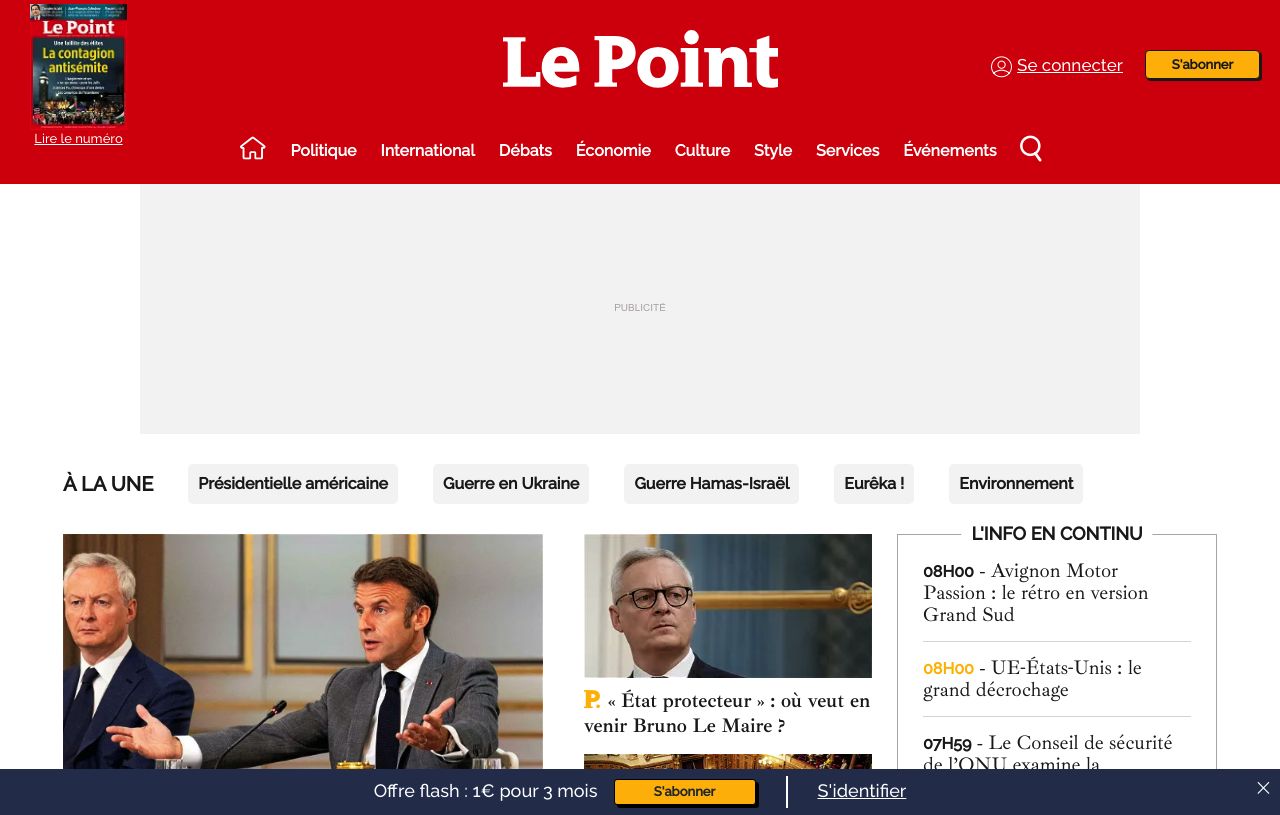 Le Point
Une faillite des élites
La contagion
antisémite
Lire le numéro
Le Point
Se connecter
S'abonner
Politique
International
Débats
Économie
Culture
Style
Services
Événements
PUBLICITÉ
À LA UNE
Présidentielle américaine
Guerre en Ukraine
Guerre Hamas-Israël
Eurêka !
Environnement
P. « État protecteur » : où veut en
venir Bruno Le Maire ?
L'INFO EN CONTINU
08H00 - Avignon Motor
Passion : le rétro en version
Grand Sud
08H00 - UE-États-Unis : le
grand décrochage
07H59 - Le Conseil de sécurité
de l'ONU examine la
Offre flash : 1€ pour 3 mois
S'abonner
S'identifier